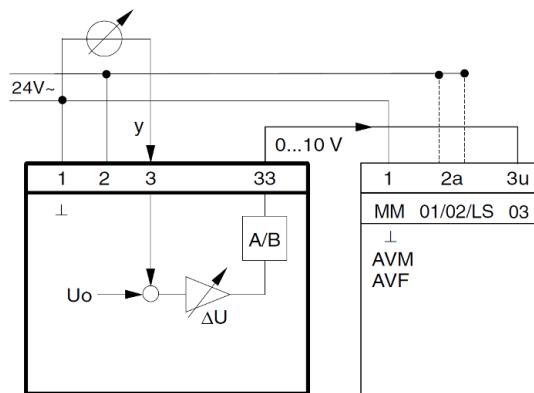 24V~
y
0...10 V
1 2 3 33
1 2a 3u
⊥
MM 01/02/LS 03
A/B
⊥
AVM
AVF
Uo
ΔU